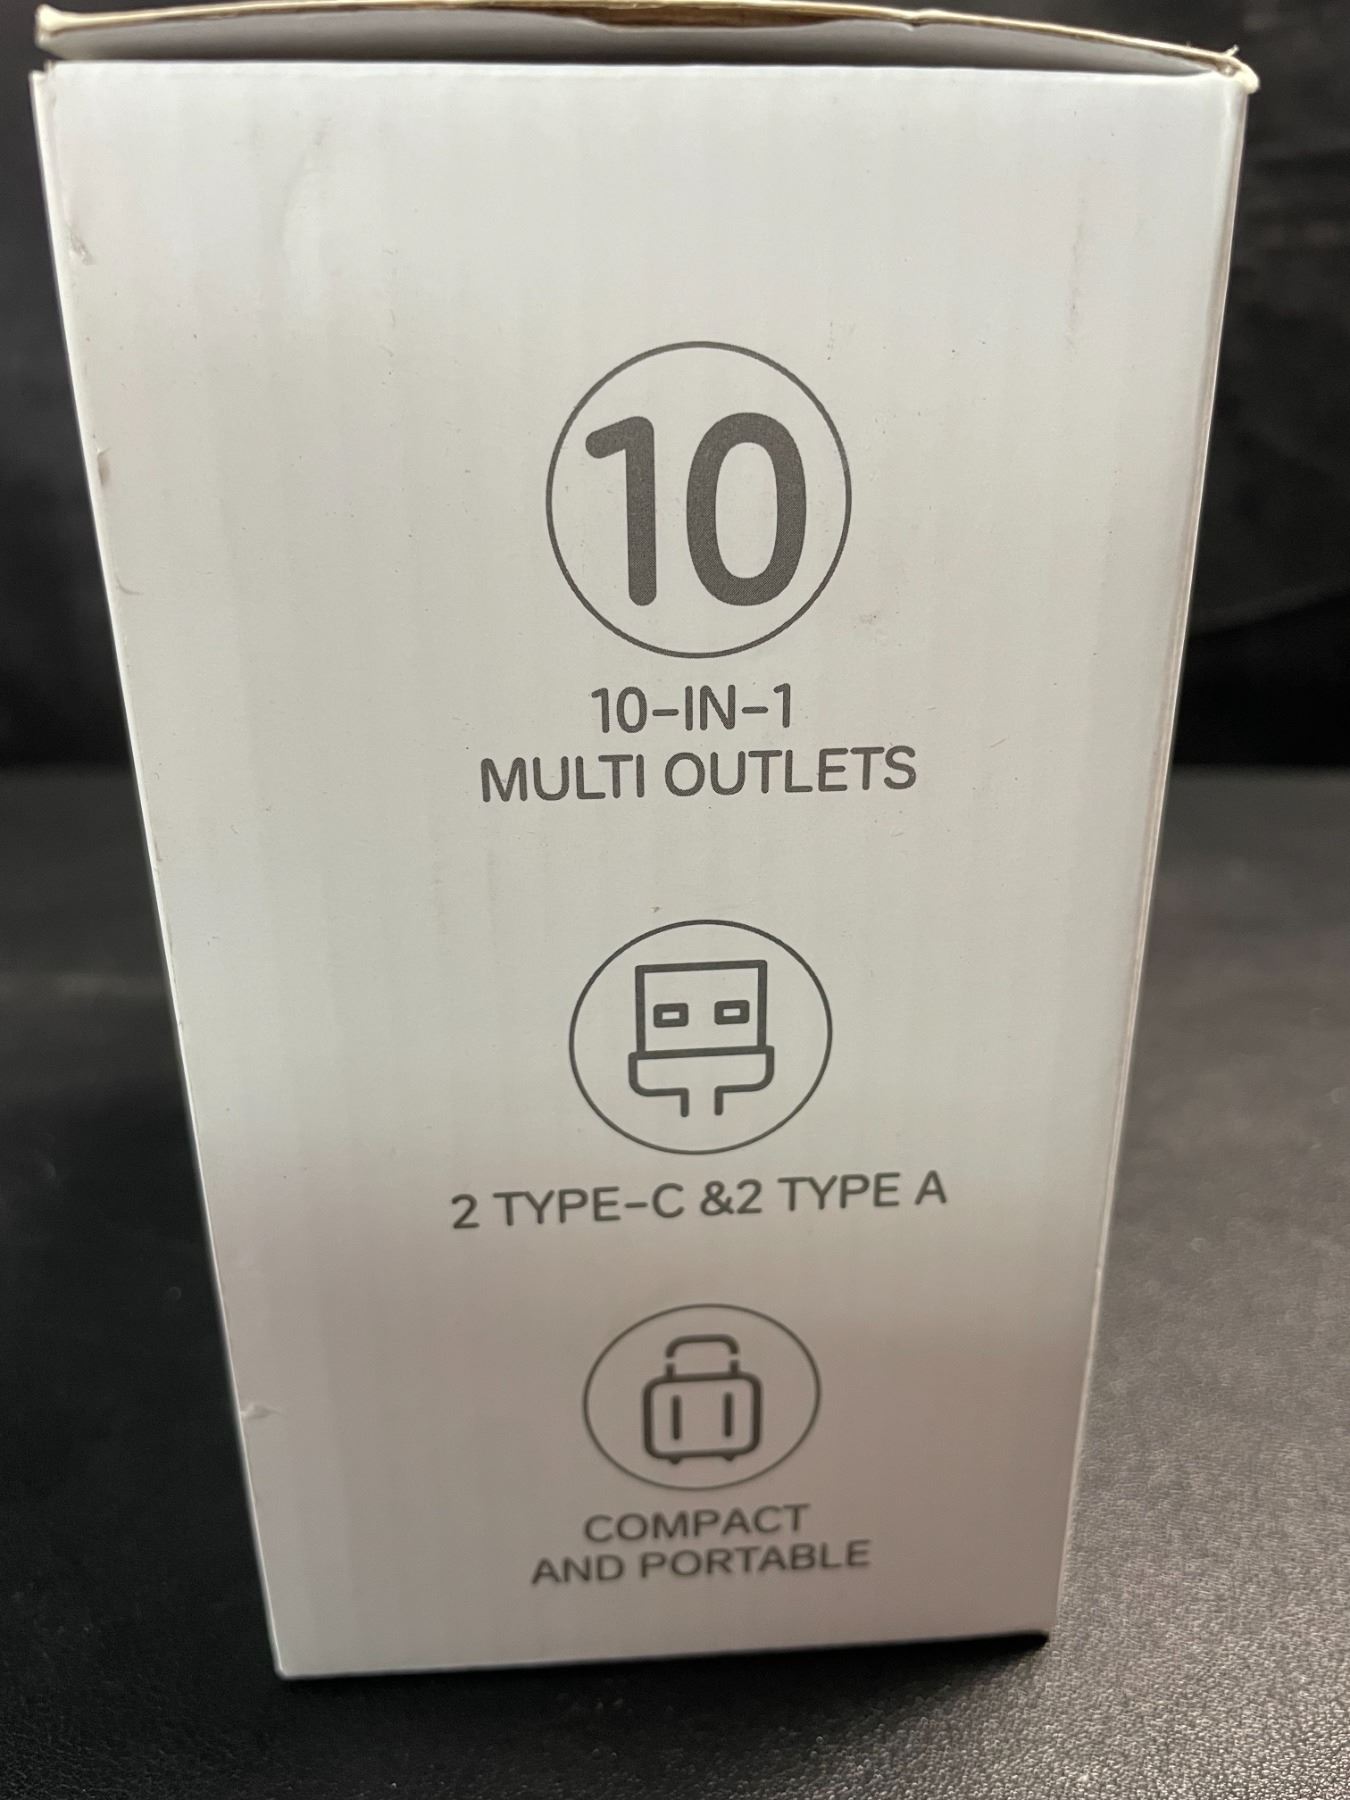 10
10-IN-1
MULTI OUTLETS
2 TYPE-C &2 TYPE A
COMPACT
AND PORTABLE